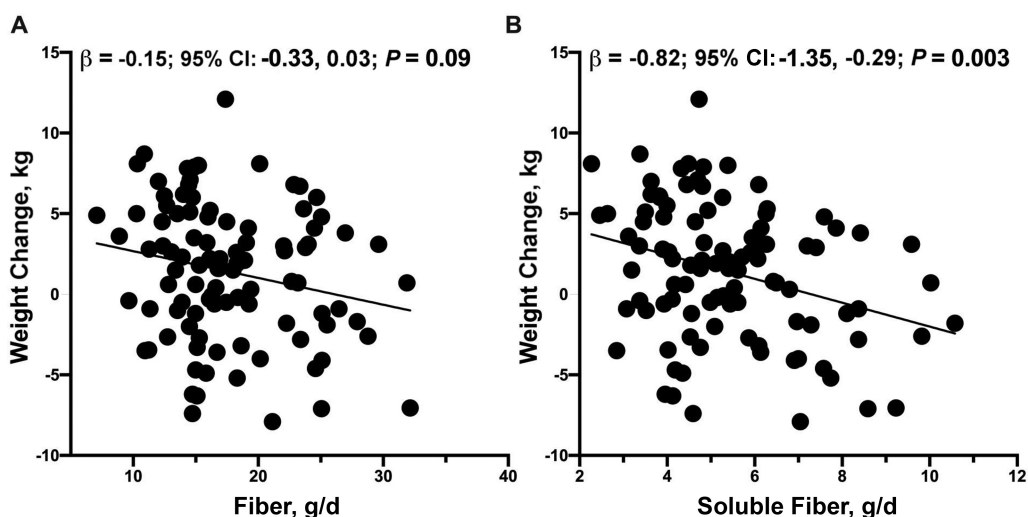 A
β = -0.15; 95% CI: -0.33, 0.03; P = 0.09
15
10
5
0
-5
-10
Weight Change, kg
10
20
30
40
Fiber, g/d
B
β = -0.82; 95% CI: -1.35, -0.29; P = 0.003
15
10
5
0
-5
-10
Weight Change, kg
2
4
6
8
10
12
Soluble Fiber, g/d